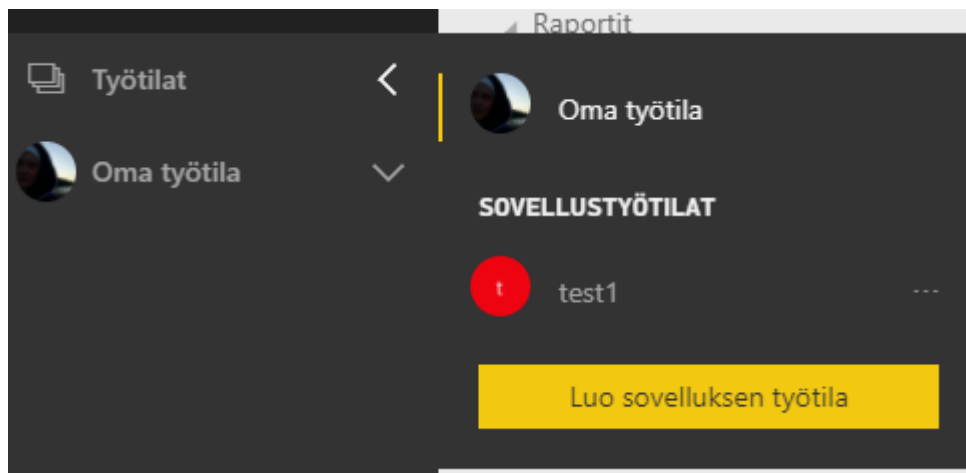 Raportit
Työtilat
Oma työtila
Oma työtila
SOVELLUSTYÖTILAT
t
test1
Luo sovelluksen työtila